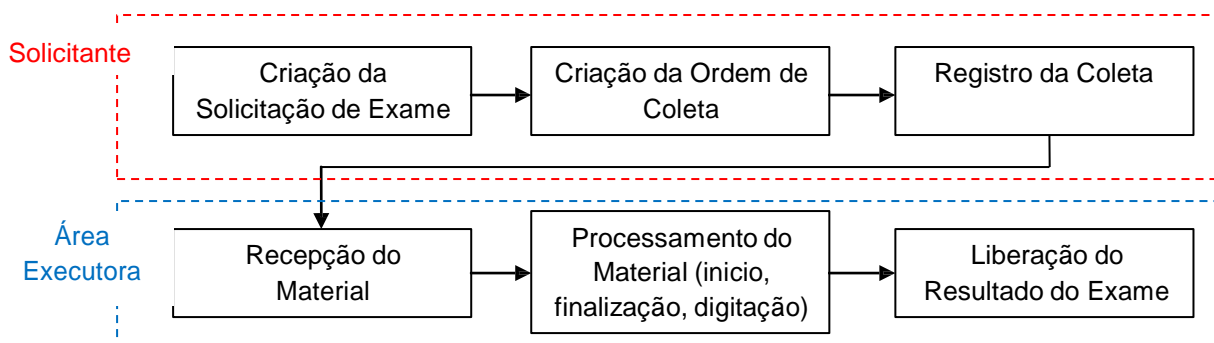 Solicitante
Criação da
Solicitação de Exame
Criação da Ordem de
Coleta
Registro da Coleta
Área
Executora
Recepção do
Material
Processamento do
Material (inicio,
finalização, digitação)
Liberação do
Resultado do Exame